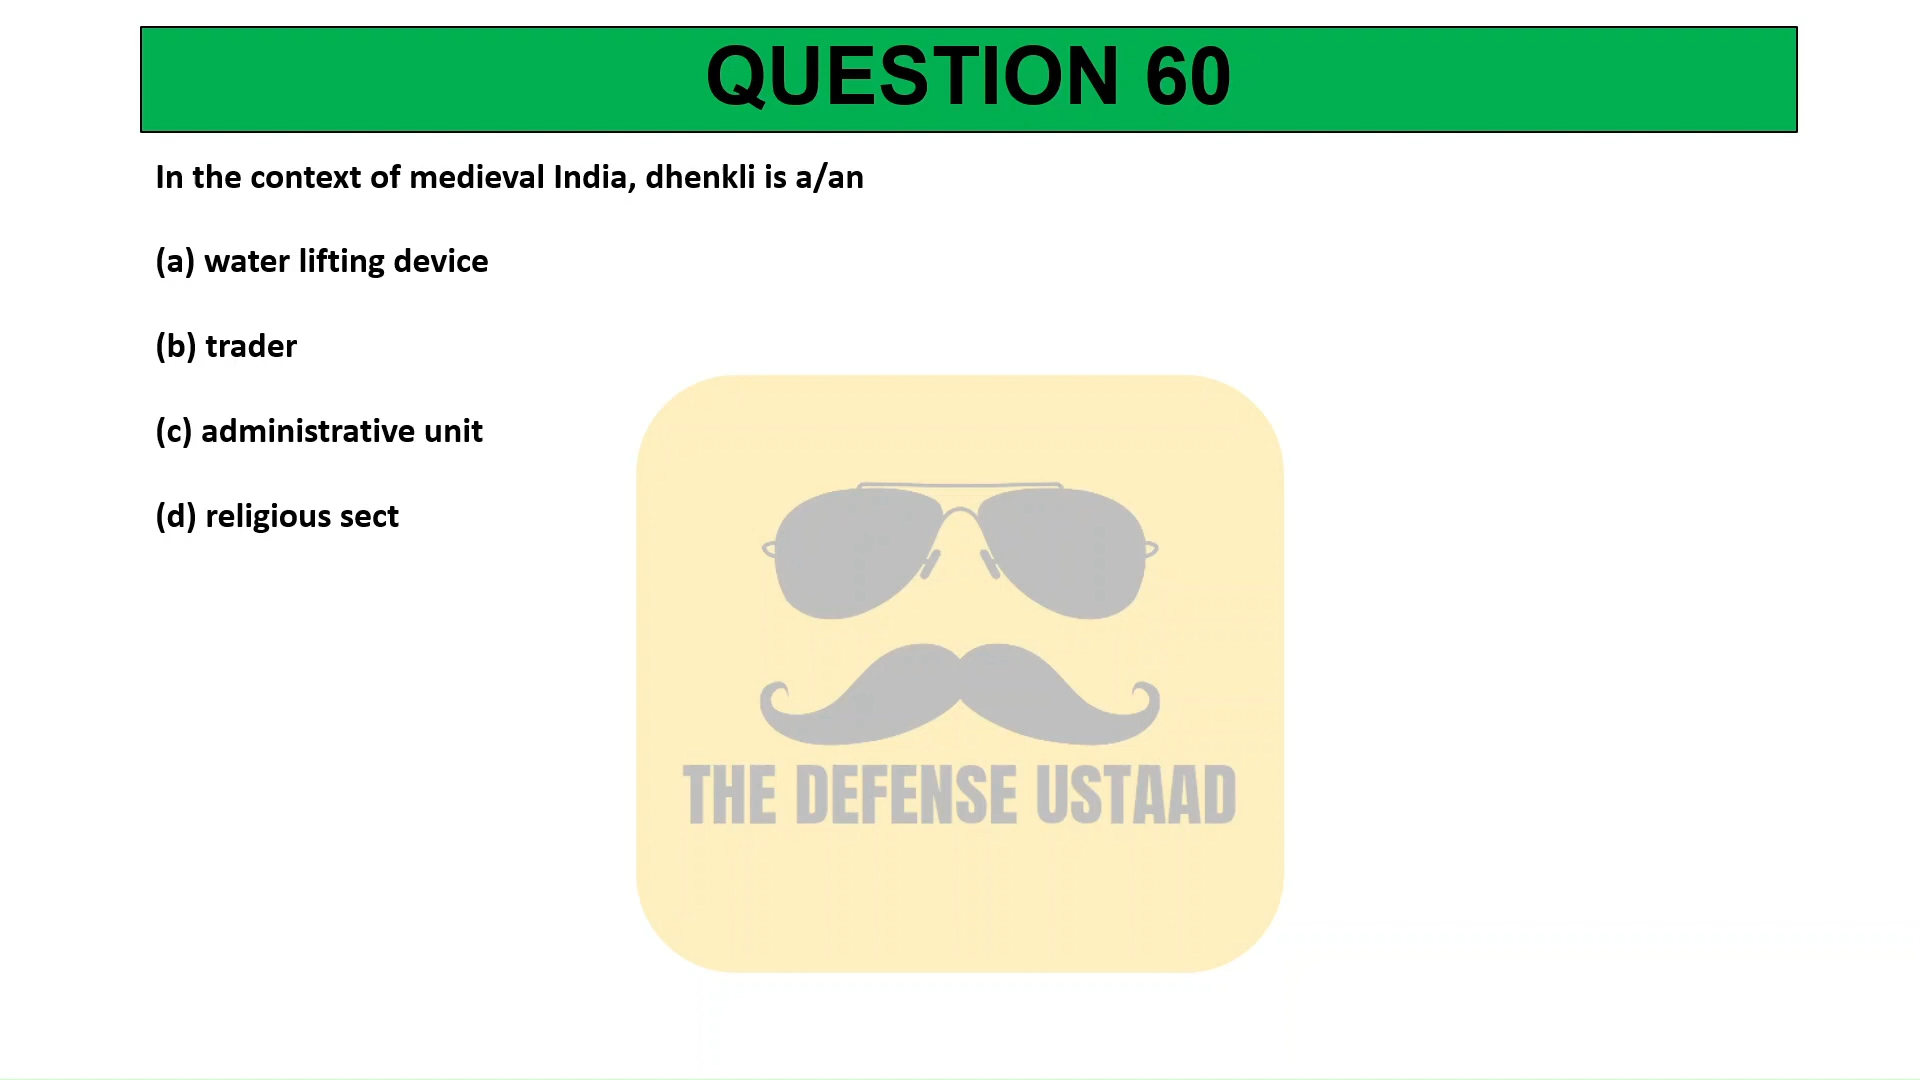 QUESTION 60
In the context of medieval India, dhenkli is a/an
(a) water lifting device
(b) trader
(c) administrative unit
(d) religious sect
THE DEFENSE USTAAD